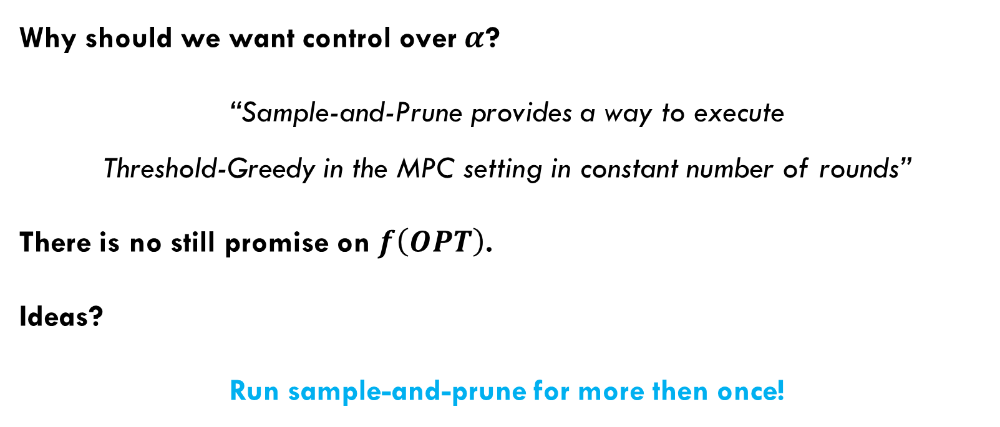 Why should we want control over α?
“Sample-and-Prune provides a way to execute
Threshold-Greedy in the MPC setting in constant number of rounds”
There is no still promise on f(OPT).
Ideas?
Run sample-and-prune for more then once!